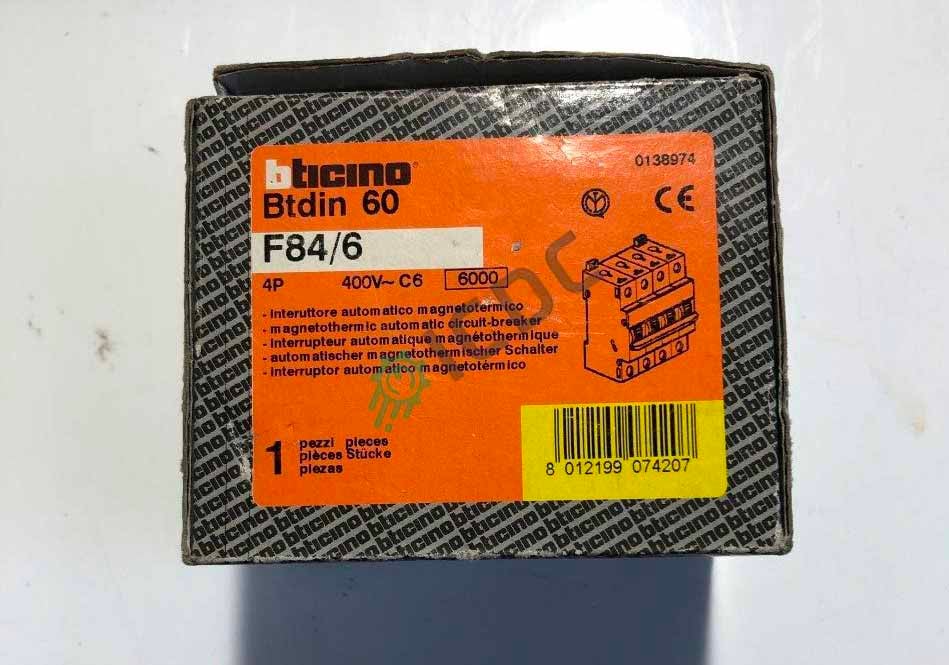 bticino
0138974
Btdin 60
CE
F84/6
4P 400V~ C6 6000
- Interuttore automatico magnetotermico
- magnetothermic automatic circuit-breaker
- Interrupteur automatique magnétothermique
- automatischer magnetothermischer Schalter
- Interruptor automatico magnetotérmico
1 pezzi pieces
pièces Stücke
piezas
8 012199 074207